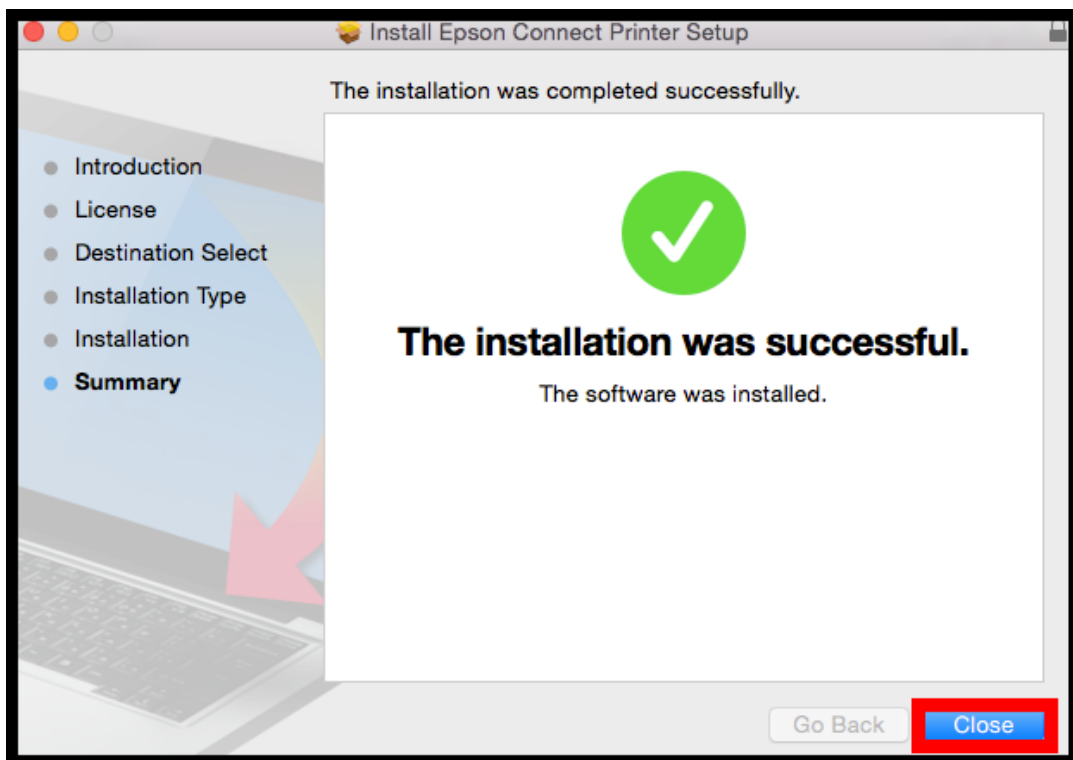 Install Epson Connect Printer Setup
The installation was completed successfully.
Introduction
License
Destination Select
Installation Type
Installation
Summary
The installation was successful.
The software was installed.
Go Back
Close